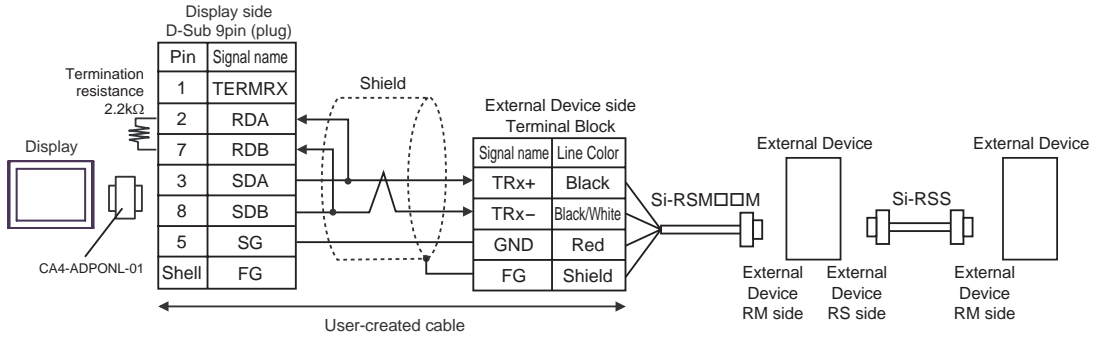 Display side
D-Sub 9pin (plug)
Pin Signal name
1 TERMRX
2 RDA
7 RDB
3 SDA
8 SDB
5 SG
Shell FG
Termination
resistance
2.2kΩ
Display
CA4-ADPONL-01
Shield
External Device side
Terminal Block
Signal name Line Color
TRx+ Black
TRx− Black/White
GND Red
FG Shield
User-created cable
Si-RSM□□M
External Device
Si-RSS
External Device
External
Device
RM side
External
Device
RS side
External
Device
RM side